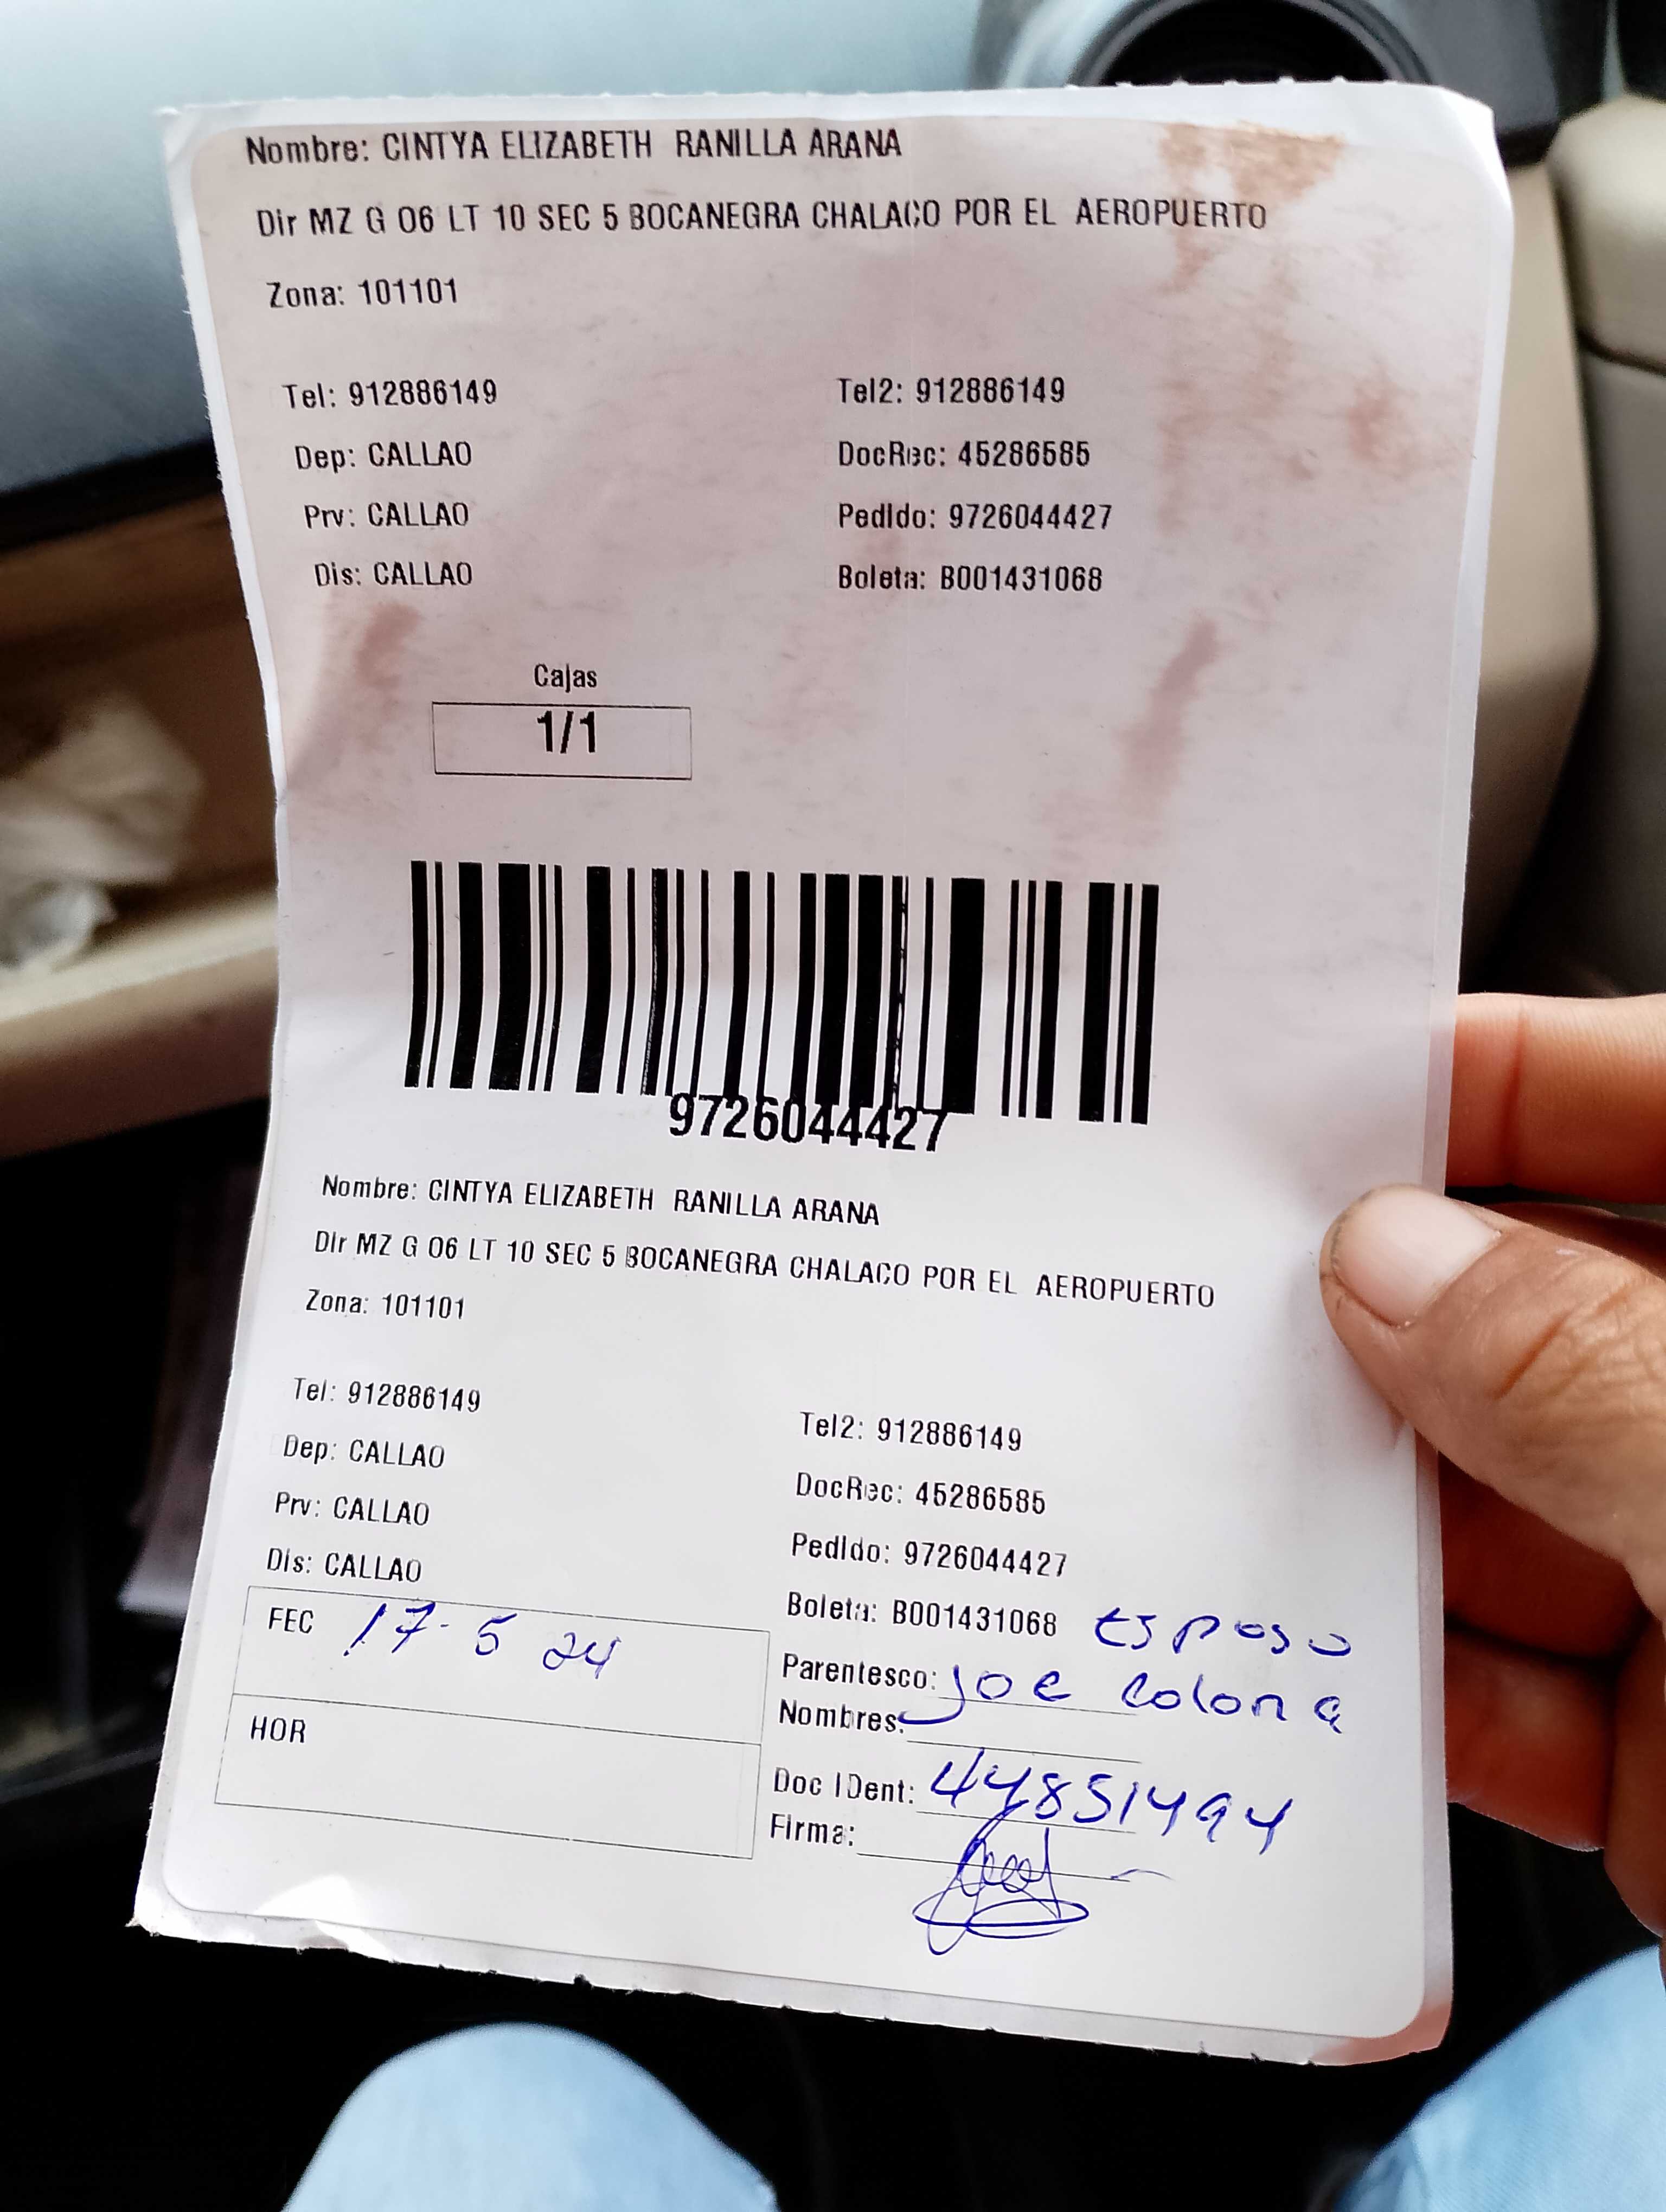 Nombre: CINTYA ELIZABETH RANILLA ARANA
Dir MZ G 06 LT 10 SEC 5 BOCANEGRA CHALACO POR EL AEROPUERTO
Zona: 101101
Tel: 912886149 Tel2: 912886149
Dep: CALLAO DocRec: 45286585
Prv: CALLAO Pedido: 9726044427
Dis: CALLAO Boleta: B001431068
Cajas
1/1
9726044427
Nombre: CINTYA ELIZABETH RANILLA ARANA
Dir MZ G 06 LT 10 SEC 5 BOCANEGRA CHALACO POR EL AEROPUERTO
Zona: 101101
Tel: 912886149 Tel2: 912886149
Dep: CALLAO DocRec: 45286585
Prv: CALLAO Pedido: 9726044427
Dis: CALLAO Boleta: B001431068 Esposo
FEC 17-5 24 Parentesco: Joe Colona
Nombres:
HOR Doc IDent: 44851494
Firma: